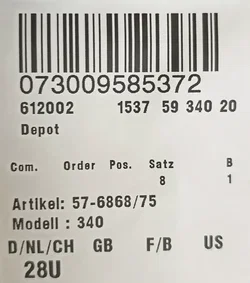 073009585372
612002 1537 59 340 20
Depot
Com. Order Pos. Satz B
8 1
Artikel: 57-6868/75
Modell : 340
D/NL/CH GB F/B US
28U